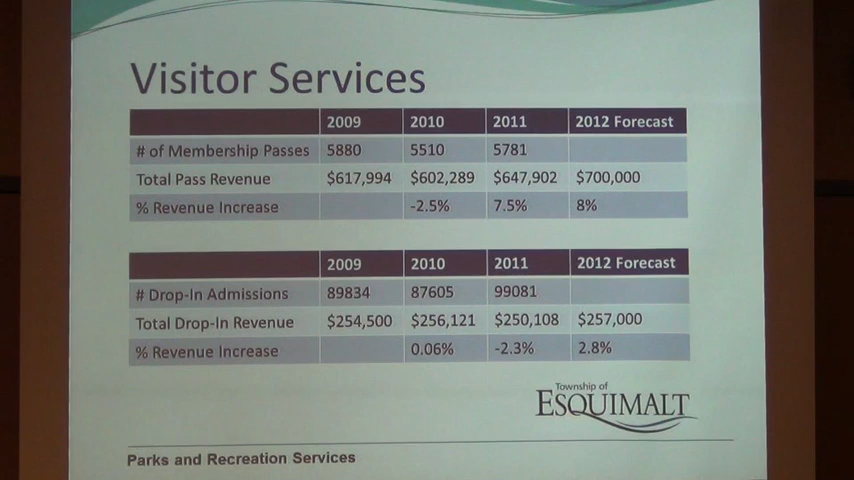 Visitor Services
2009 2010 2011 2012 Forecast
# of Membership Passes 5880 5510 5781
Total Pass Revenue $617,994 $602,289 $647,902 $700,000
% Revenue Increase -2.5% 7.5% 8%
2009 2010 2011 2012 Forecast
# Drop-In Admissions 89834 87605 99081
Total Drop-In Revenue $254,500 $256,121 $250,108 $257,000
% Revenue Increase 0.06% -2.3% 2.8%
Township of
ESQUIMALT
Parks and Recreation Services